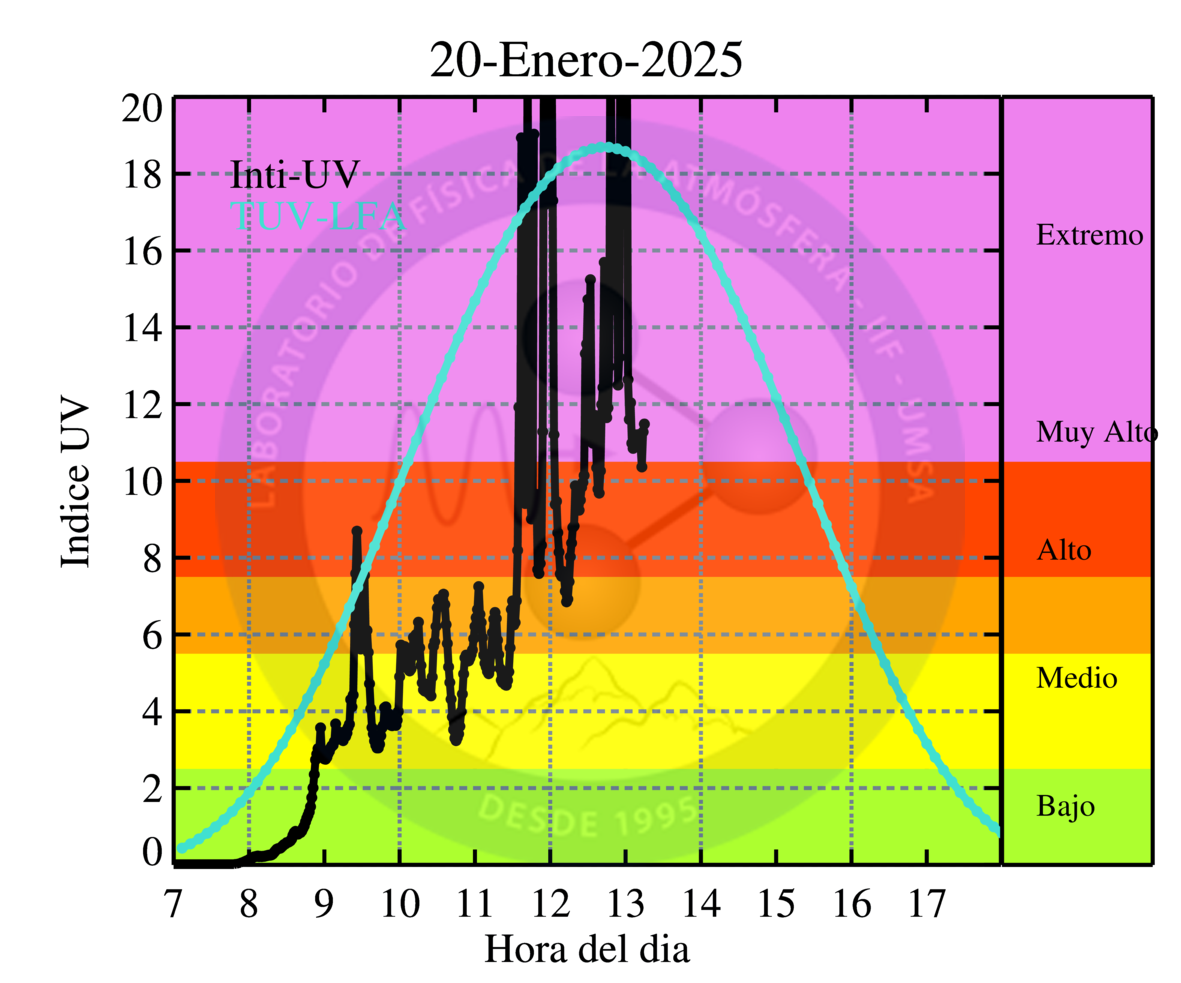 20-Enero-2025
Indice UV
20
18
16
14
12
10
8
6
4
2
0
Inti-UV
TUV-LFA
LABORATORIO DE FÍSICA DE LA ATMÓSFERA - IIF - UMSA
DESDE 1995
Extremo
Muy Alto
Alto
Medio
Bajo
7 8 9 10 11 12 13 14 15 16 17
Hora del dia